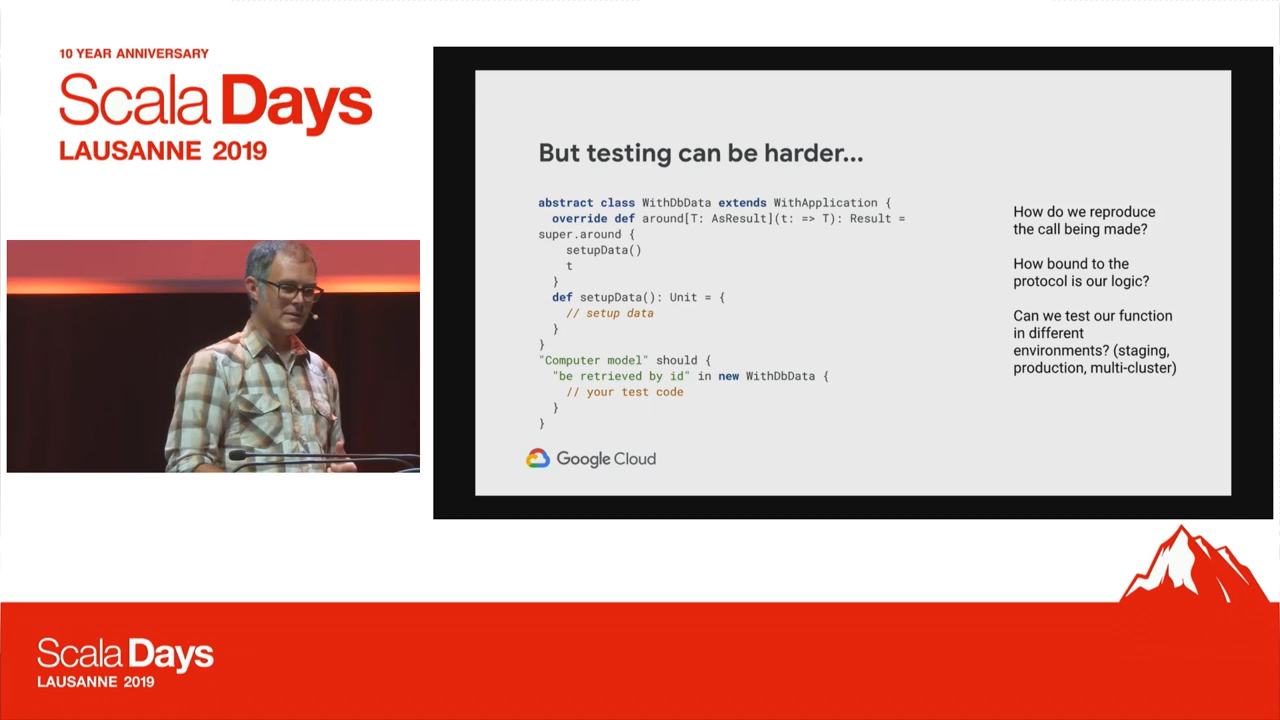 10 YEAR ANNIVERSARY
Scala Days
LAUSANNE 2019
But testing can be harder...
abstract class WithDbData extends WithApplication {
  override def around[T: AsResult](t: => T): Result =
super.around {
    setupData()
    t
  }
  def setupData(): Unit = {
    // setup data
  }
}
"Computer model" should {
  "be retrieved by id" in new WithDbData {
    // your test code
  }
}
How do we reproduce
the call being made?
How bound to the
protocol is our logic?
Can we test our function
in different
environments? (staging,
production, multi-cluster)
Google Cloud
Scala Days
LAUSANNE 2019